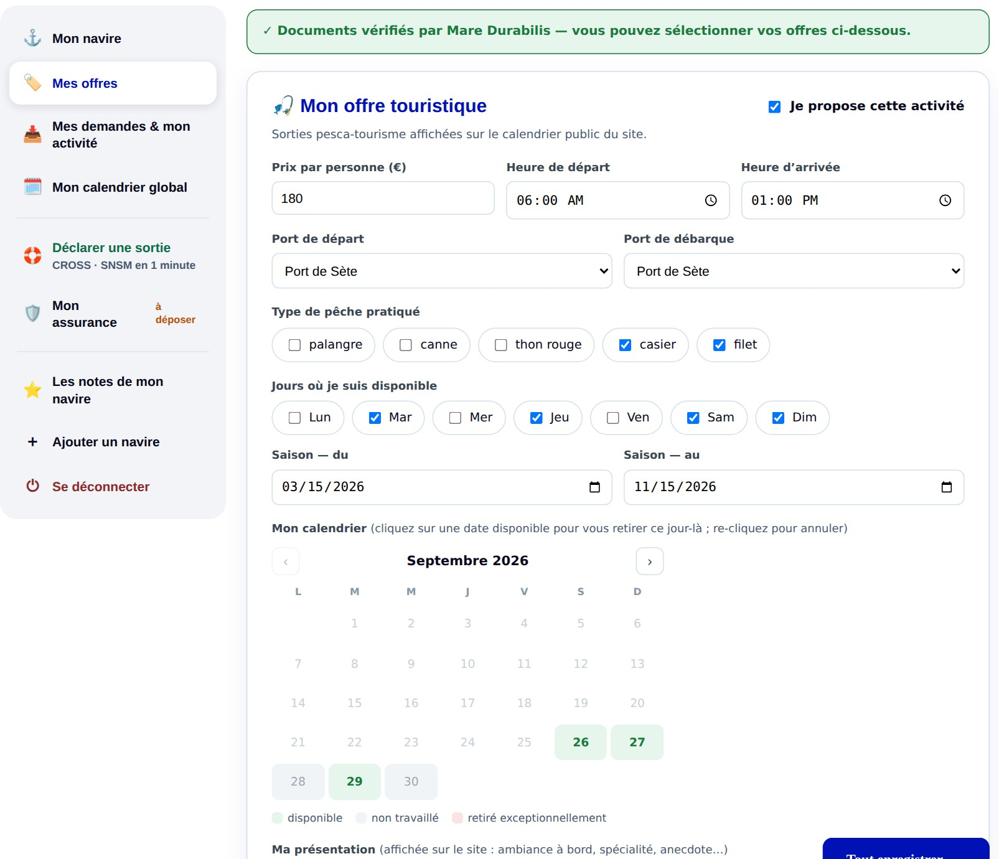 Mon navire
Mes offres
Mes demandes & mon
activité
Mon calendrier global
Déclarer une sortie
CROSS · SNSM en 1 minute
Mon
assurance
à
déposer
Les notes de mon
navire
+ Ajouter un navire
Se déconnecter
✓ Documents vérifiés par Mare Durabilis — vous pouvez sélectionner vos offres ci-dessous.
Mon offre touristique
Je propose cette activité
Sorties pesca-tourisme affichées sur le calendrier public du site.
Prix par personne (€) Heure de départ Heure d’arrivée
180 06:00 AM 01:00 PM
Port de départ Port de débarque
Port de Sète Port de Sète
Type de pêche pratiqué
palangre canne thon rouge casier filet
Jours où je suis disponible
Lun Mar Mer Jeu Ven Sam Dim
Saison — du Saison — au
03/15/2026 11/15/2026
Mon calendrier (cliquez sur une date disponible pour vous retirer ce jour-là ; re-cliquez pour annuler)
‹ Septembre 2026 ›
L M M J V S D
1 2 3 4 5 6
7 8 9 10 11 12 13
14 15 16 17 18 19 20
21 22 23 24 25 26 27
28 29 30
disponible non travaillé retiré exceptionnellement
Ma présentation (affichée sur le site : ambiance à bord, spécialité, anecdote…)
Tout enregistrer